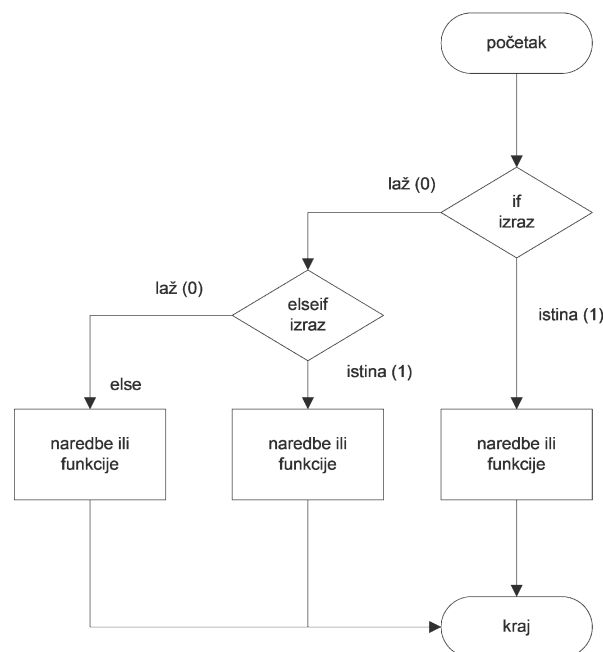 početak
laž (0)
if
izraz
laž (0)
elseif
izraz
istina (1)
istina (1)
else
naredbe ili
funkcije
naredbe ili
funkcije
naredbe ili
funkcije
kraj